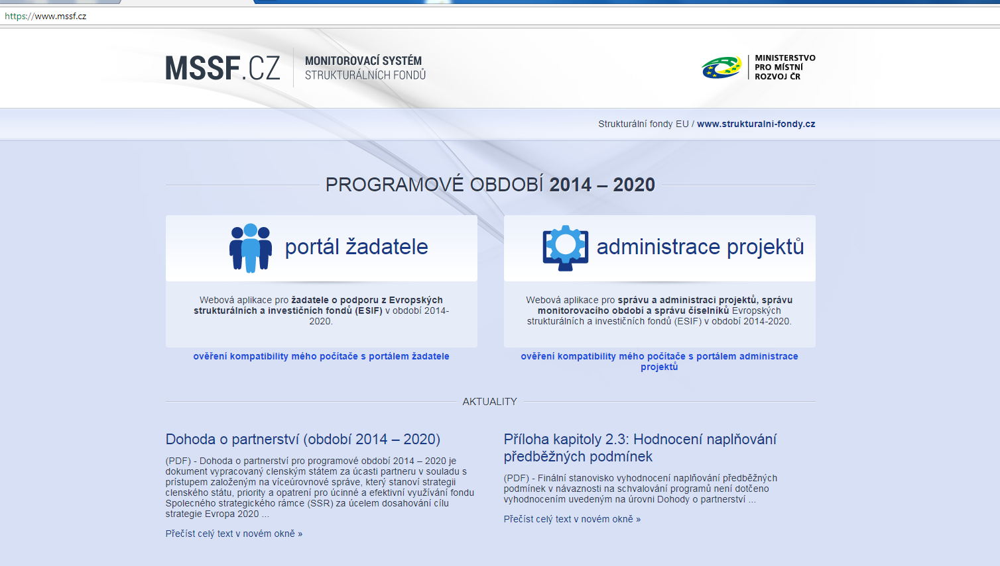 https://www.mssf.cz
MSSF.CZ
MONITOROVACÍ SYSTÉM
STRUKTURÁLNÍCH FONDŮ
MINISTERSTVO
PRO MÍSTNÍ
ROZVOJ ČR
Strukturální fondy EU / www.strukturalni-fondy.cz
PROGRAMOVÉ OBDOBÍ 2014 – 2020
portál žadatele
Webová aplikace pro žadatele o podporu z Evropských
strukturálních a investičních fondů (ESIF) v období 2014-
2020.
ověření kompatibility mého počítače s portálem žadatele
administrace projektů
Webová aplikace pro správu a administraci projektů, správu
monitorovacího období a správu číselníků Evropských
strukturálních a investičních fondů (ESIF) v období 2014-2020.
ověření kompatibility mého počítače s portálem administrace
projektů
AKTUALITY
Dohoda o partnerství (období 2014 – 2020)
(PDF) - Dohoda o partnerství pro programové období 2014 – 2020 je
dokument vypracovaný clenským státem za úcasti partneru v souladu s
prístupem založeným na víceúrovnové správe, který stanoví strategii
clenského státu, priority a opatrení pro úcinné a efektivní využívání fondu
Spolecného strategického rámce (SSR) za úcelem dosahování cílu
strategie Evropa 2020 ...
Přečíst celý text v novém okně »
Příloha kapitoly 2.3: Hodnocení naplňování
předběžných podmínek
(PDF) - Finální stanovisko vyhodnocení naplňování předběžných
podmínek v návaznosti na schvalování programů není dotčeno
vyhodnocením uvedeným na úrovni Dohody o partnerství ...
Přečíst celý text v novém okně »